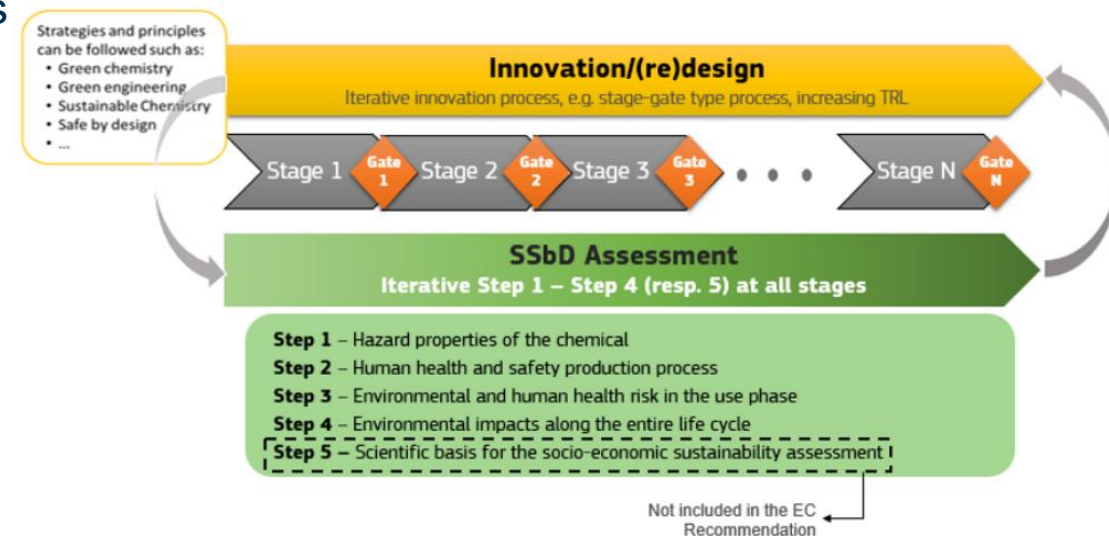 s
Strategies and principles
can be followed such as:
• Green chemistry
• Green engineering
• Sustainable Chemistry
• Safe by design
• ...
Innovation/(re)design
Iterative innovation process, e.g. stage-gate type process, increasing TRL
Stage 1
Gate
1
Stage 2
Gate
2
Stage 3
Gate
3
• • •
Stage N
Gate
N
SSbD Assessment
Iterative Step 1 – Step 4 (resp. 5) at all stages
Step 1 – Hazard properties of the chemical
Step 2 – Human health and safety production process
Step 3 – Environmental and human health risk in the use phase
Step 4 – Environmental impacts along the entire life cycle
Step 5 – Scientific basis for the socio-economic sustainability assessment
Not included in the EC
Recommendation